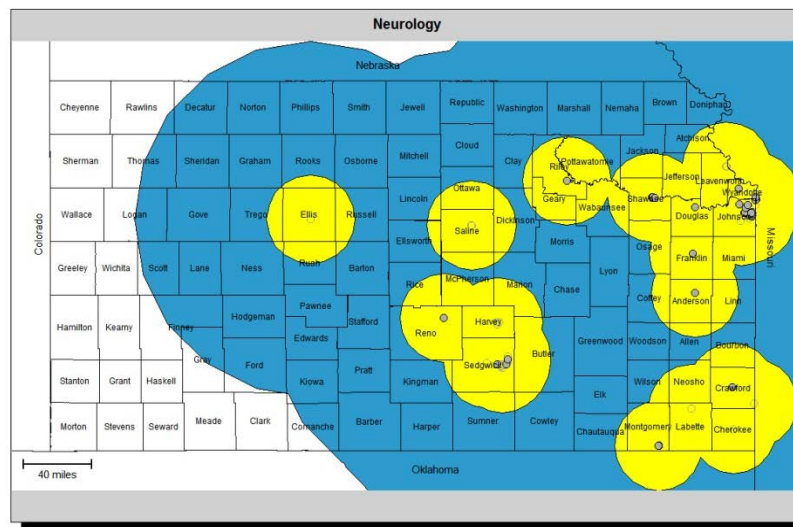 Neurology
Nebraska
Cheyenne Rawlins Decatur Norton Phillips Smith Jewell Republic Washington Marshall Nemaha Brown Doniphan
Atchison
Sherman Thomas Sheridan Graham Rooks Osborne Mitchell Cloud Clay Riley Pottawatomie Jackson Jefferson Leavenworth
Wyandotte
Lincoln Ottawa
Wallace Logan Gove Trego Ellis Russell Saline Dickinson Geary Wabaunsee Shawnee Douglas Johnson
Colorado
Missouri
Ellsworth Morris Osage Franklin Miami
Greeley Wichita Scott Lane Ness Rush Barton Rice McPherson Marion Chase Lyon Coffey Anderson Linn
Hamilton Kearny Finney Hodgeman Pawnee Stafford Reno Harvey
Gray Ford Edwards Pratt Sedgwick Butler Greenwood Woodson Allen Bourbon
Stanton Grant Haskell Kiowa Kingman Elk Wilson Neosho Crawford
Morton Stevens Seward Meade Clark Comanche Barber Harper Sumner Cowley Chautauqua Montgomery Labette Cherokee
Oklahoma
40 miles